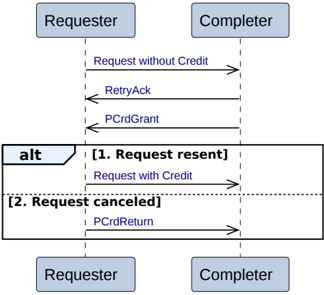 Requester Completer
Request without Credit
RetryAck
PCrdGrant
alt [1. Request resent]
Request with Credit
[2. Request canceled]
PCrdReturn
Requester Completer